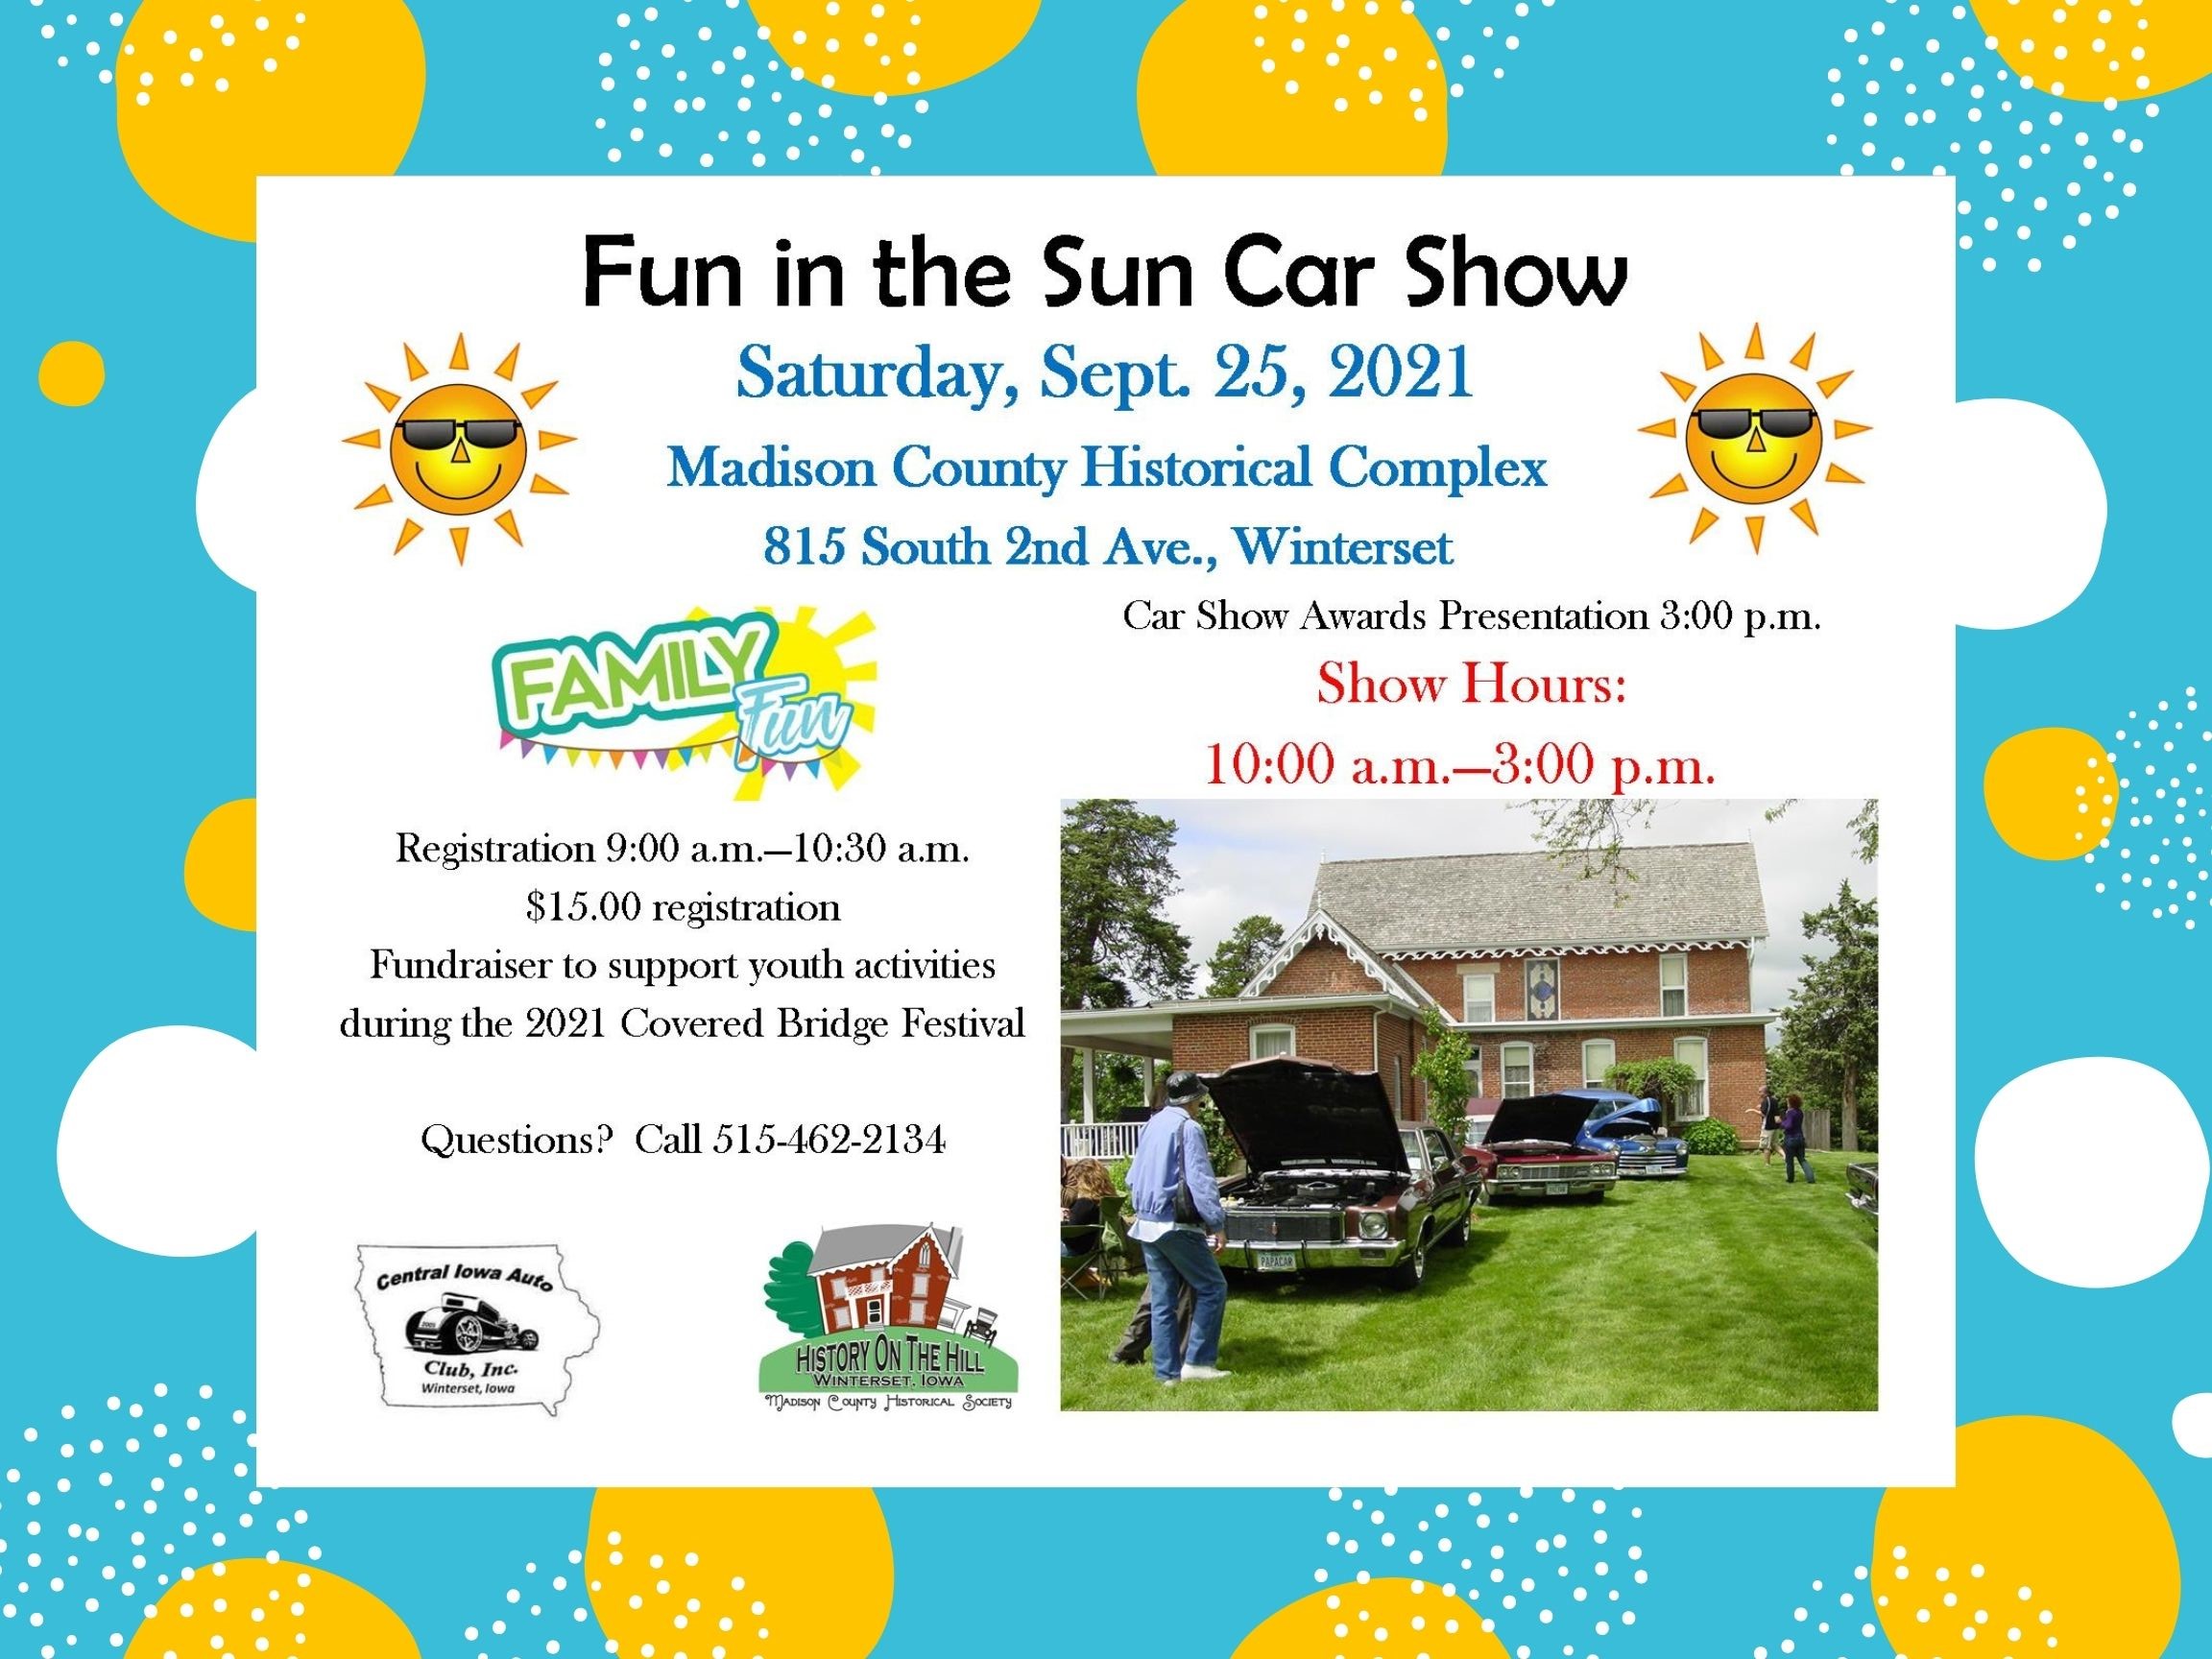 Fun in the Sun Car Show
Saturday, Sept. 25, 2021
Madison County Historical Complex
815 South 2nd Ave., Winterset
FAMILY
Fun
Car Show Awards Presentation 3:00 p.m.
Show Hours:
10:00 a.m.—3:00 p.m.
Registration 9:00 a.m.—10:30 a.m.
$15.00 registration
Fundraiser to support youth activities
during the 2021 Covered Bridge Festival
Questions?  Call 515-462-2134
Central Iowa Auto
Club, Inc.
Winterset, Iowa
HISTORY ON THE HILL
WINTERSET, IOWA
MADISON COUNTY HISTORICAL SOCIETY
PAPACAR